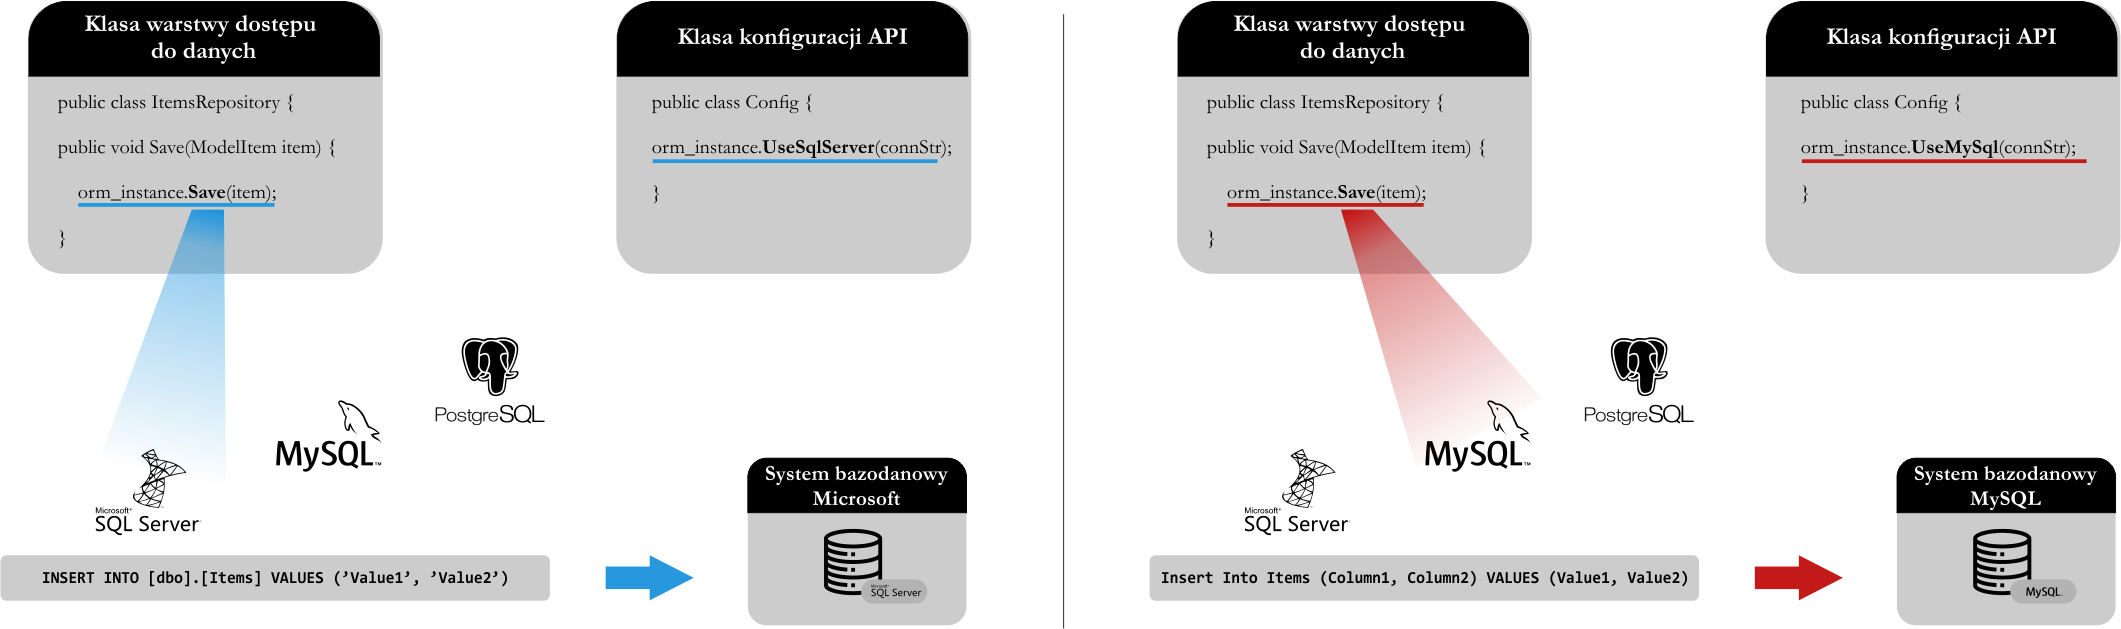 Klasa warstwy dostępu
do danych
public class ItemsRepository {
public void Save(ModelItem item) {
orm_instance.Save(item);
}
Klasa konfiguracji API
public class Config {
orm_instance.UseSqlServer(connStr);
}
PostgreSQL
MySQL™
Microsoft®
SQL Server
System bazodanowy
Microsoft
Microsoft®
SQL Server
INSERT INTO [dbo].[Items] VALUES (’Value1’, ’Value2’)
Klasa warstwy dostępu
do danych
public class ItemsRepository {
public void Save(ModelItem item) {
orm_instance.Save(item);
}
Klasa konfiguracji API
public class Config {
orm_instance.UseMySql(connStr);
}
PostgreSQL
MySQL™
Microsoft®
SQL Server
System bazodanowy
MySQL
MySQL
Insert Into Items (Column1, Column2) VALUES (Value1, Value2)